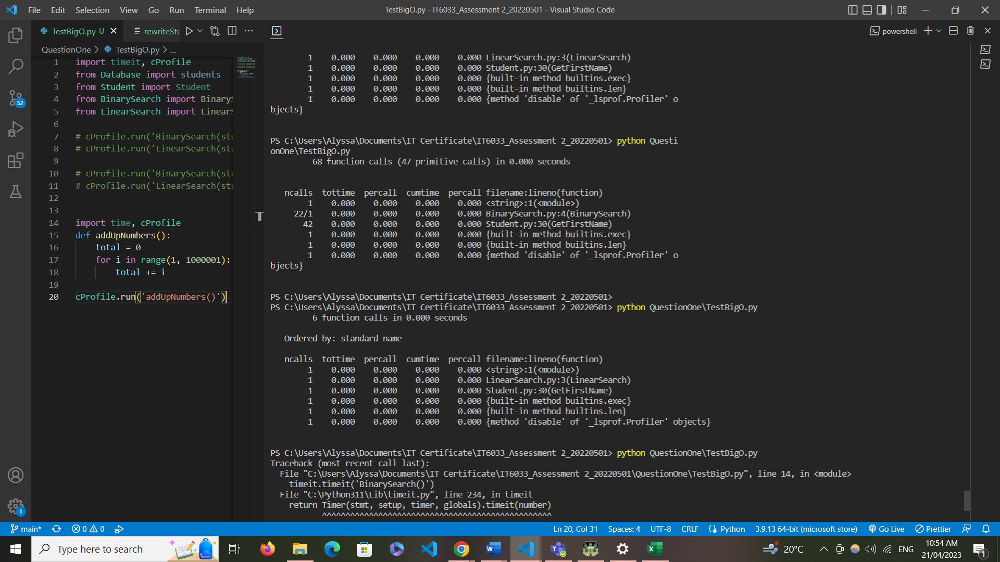 File Edit Selection View Go Run Terminal Help
TestBigO.py - IT6033_Assessment 2_20220501 - Visual Studio Code
TestBigO.py U
rewriteStu
powershell
QuestionOne > TestBigO.py > ...
1 import timeit, cProfile
2 from Database import students
3 from Student import Student
4 from BinarySearch import BinaryS
5 from LinearSearch import LinearS
6
7 # cProfile.run('BinarySearch(stu
8 # cProfile.run('LinearSearch(stu
9
10 # cProfile.run('BinarySearch(stu
11 # cProfile.run('LinearSearch(stu
12
13
14 import time, cProfile
15 def addUpNumbers():
16 total = 0
17 for i in range(1, 1000001):
18 total += i
19
20 cProfile.run('addUpNumbers()')
1 0.000 0.000 0.000 0.000 LinearSearch.py:3(LinearSearch)
1 0.000 0.000 0.000 0.000 Student.py:30(GetFirstName)
1 0.000 0.000 0.000 0.000 {built-in method builtins.exec}
1 0.000 0.000 0.000 0.000 {built-in method builtins.len}
1 0.000 0.000 0.000 0.000 {method 'disable' of '_lsprof.Profiler' o
bjects}
PS C:\Users\Alyssa\Documents\IT Certificate\IT6033_Assessment 2_20220501> python Questi
onOne\TestBigO.py
68 function calls (47 primitive calls) in 0.000 seconds
ncalls tottime percall cumtime percall filename:lineno(function)
1 0.000 0.000 0.000 0.000 <string>:1(<module>)
22/1 0.000 0.000 0.000 0.000 BinarySearch.py:4(BinarySearch)
42 0.000 0.000 0.000 0.000 Student.py:30(GetFirstName)
1 0.000 0.000 0.000 0.000 {built-in method builtins.exec}
1 0.000 0.000 0.000 0.000 {built-in method builtins.len}
1 0.000 0.000 0.000 0.000 {method 'disable' of '_lsprof.Profiler' o
bjects}
PS C:\Users\Alyssa\Documents\IT Certificate\IT6033_Assessment 2_20220501>
PS C:\Users\Alyssa\Documents\IT Certificate\IT6033_Assessment 2_20220501> python QuestionOne\TestBigO.py
6 function calls in 0.000 seconds
Ordered by: standard name
ncalls tottime percall cumtime percall filename:lineno(function)
1 0.000 0.000 0.000 0.000 <string>:1(<module>)
1 0.000 0.000 0.000 0.000 LinearSearch.py:3(LinearSearch)
1 0.000 0.000 0.000 0.000 Student.py:30(GetFirstName)
1 0.000 0.000 0.000 0.000 {built-in method builtins.exec}
1 0.000 0.000 0.000 0.000 {built-in method builtins.len}
1 0.000 0.000 0.000 0.000 {method 'disable' of '_lsprof.Profiler' objects}
PS C:\Users\Alyssa\Documents\IT Certificate\IT6033_Assessment 2_20220501> python QuestionOne\TestBigO.py
Traceback (most recent call last):
File "C:\Users\Alyssa\Documents\IT Certificate\IT6033_Assessment 2_20220501\QuestionOne\TestBigO.py", line 14, in <module>
timeit.timeit('BinarySearch()')
File "C:\Python311\Lib\timeit.py", line 234, in timeit
return Timer(stmt, setup, timer, globals).timeit(number)
^^^^^^^^^^^^^^^^^^^^^^^^^^^^^^^^^^^^^^^^^^^^^^^^^
52
1
main* 0 0 Ln 20, Col 31 Spaces: 4 UTF-8 CRLF Python 3.9.13 64-bit (microsoft store) Go Live Prettier
Type here to search
20°C
ENG
10:54 AM
21/04/2023
1